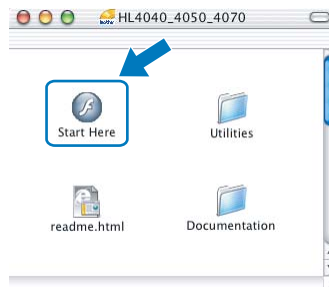 HL4040_4050_4070
Start Here
Utilities
readme.html
Documentation